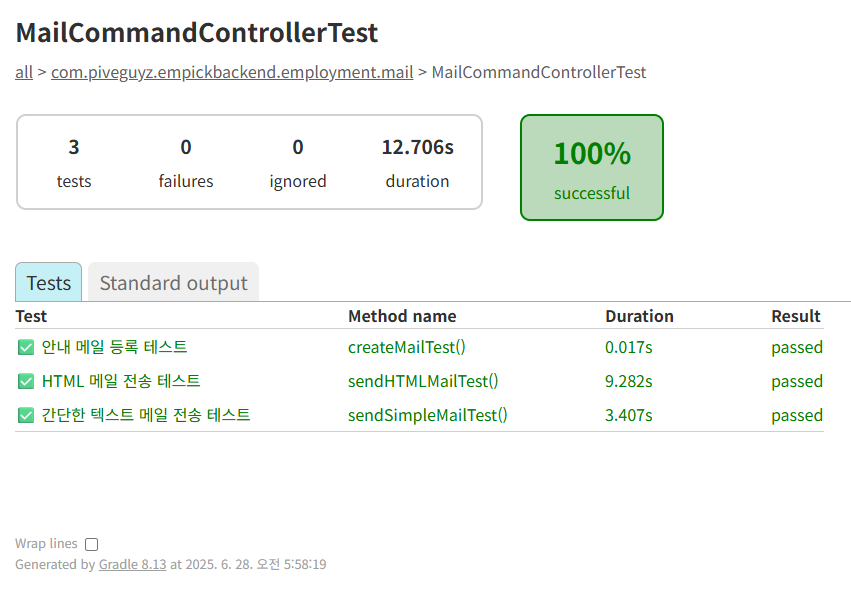 MailCommandControllerTest
all > com.piveguyz.empickbackend.employment.mail > MailCommandControllerTest
3 0 0 12.706s
tests failures ignored duration
100%
successful
Tests Standard output
Test Method name Duration Result
✅ 안내 메일 등록 테스트 createMailTest() 0.017s passed
✅ HTML 메일 전송 테스트 sendHTMLMailTest() 9.282s passed
✅ 간단한 텍스트 메일 전송 테스트 sendSimpleMailTest() 3.407s passed
Wrap lines
Generated by Gradle 8.13 at 2025. 6. 28. 오전 5:58:19